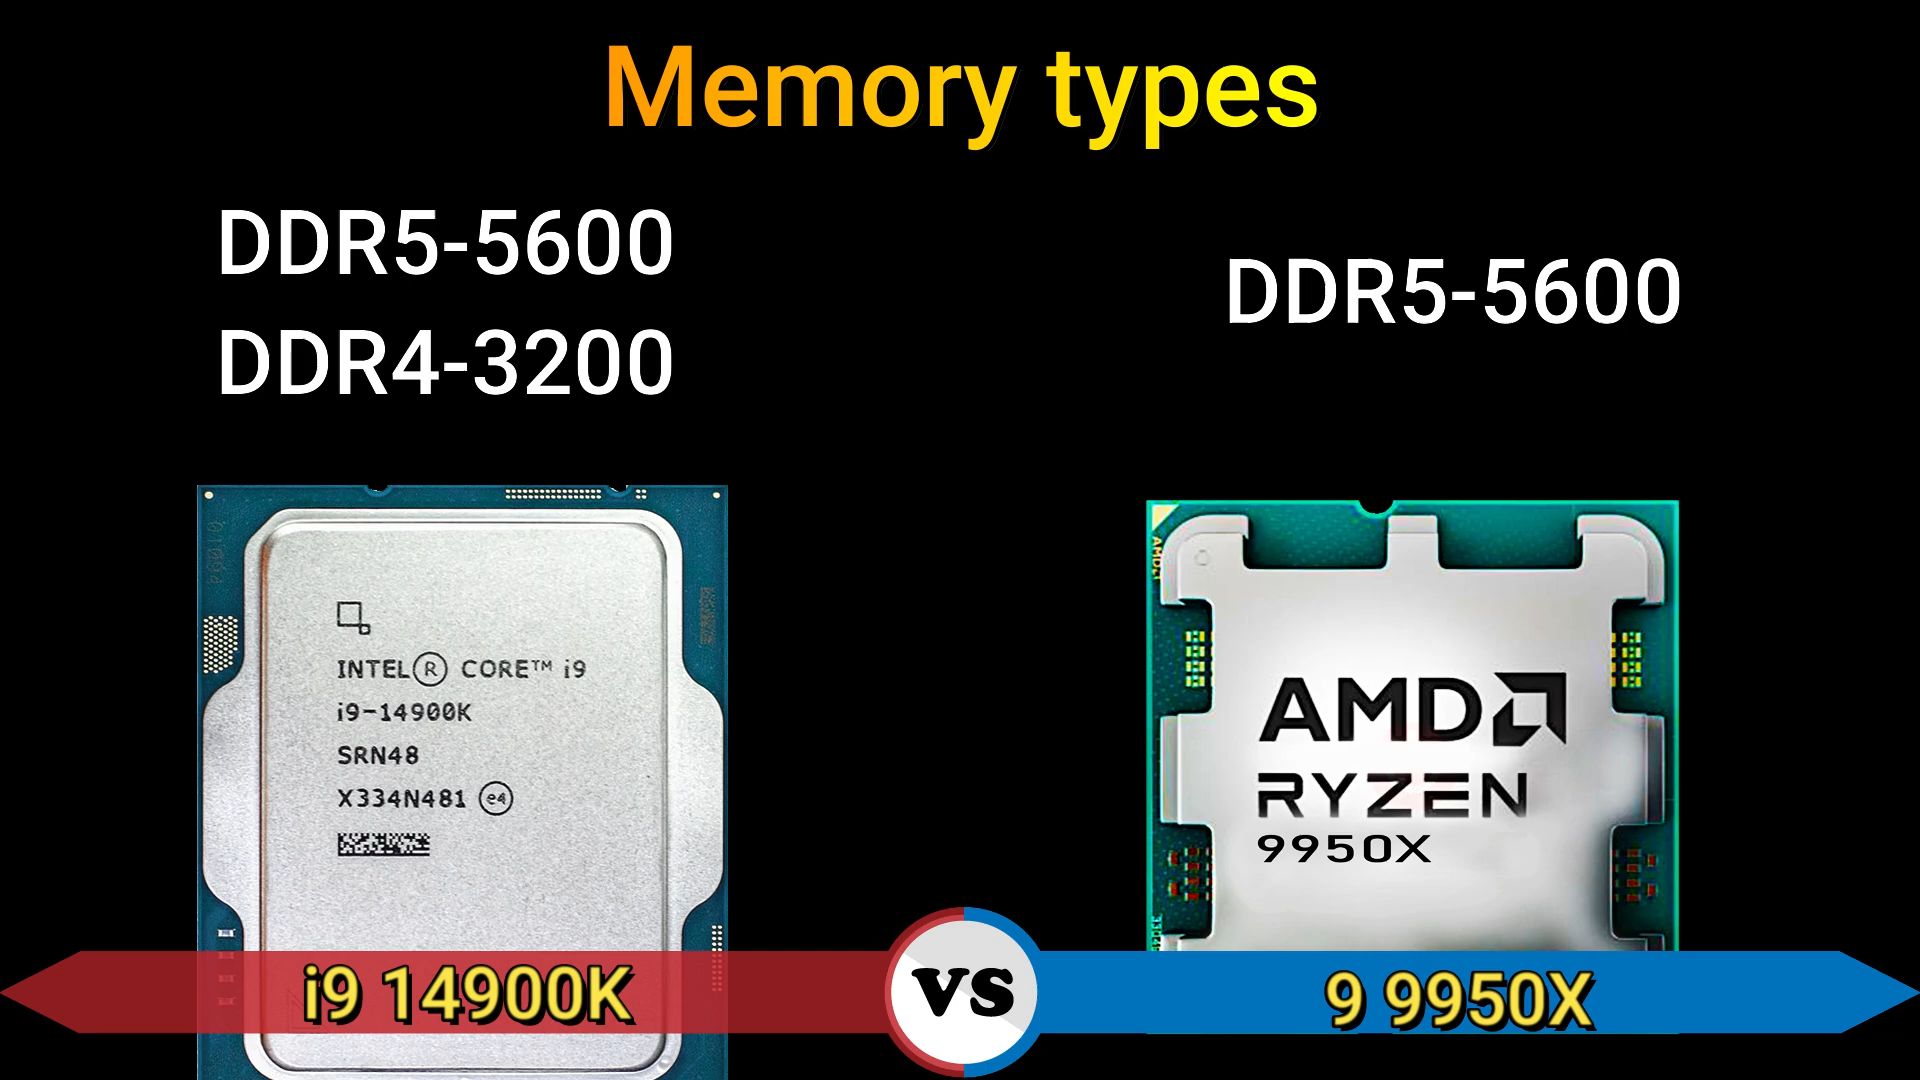 Memory types
DDR5-5600
DDR4-3200
DDR5-5600
INTEL® CORE™ i9
i9-14900K
SRN48
X334N481 e4
AMD
RYZEN
9950X
i9 14900K
VS
9 9950X